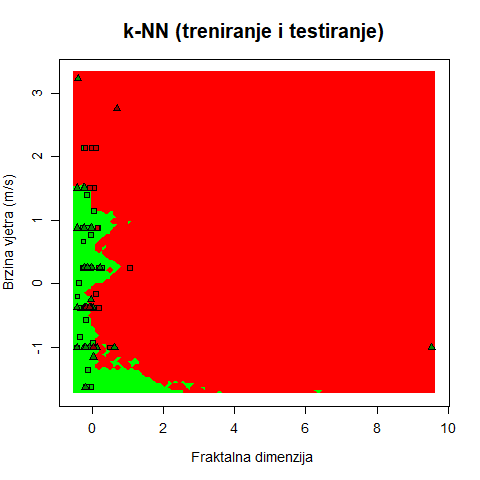 k-NN (treniranje i testiranje)
Brzina vjetra (m/s)
3
2
1
0
-1
0 2 4 6 8 10
Fraktalna dimenzija